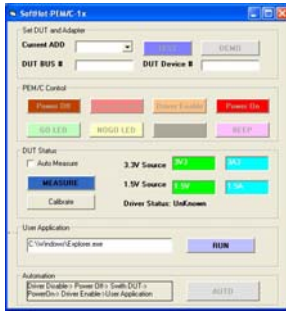 SoftHot PEM/C-1x
Set DUT and Adapter
Current ADD
TEST
DEMO
DUT BUS #
DUT Device #
PEM/C Control
Power Off
Driver Enable
Power On
GO LED
NOGO LED
BEEP
DUT Status
Auto Measure
3.3V Source
3V3
3A3
MEASURE
1.5V Source
1.5V
1.5A
Calibrate
Driver Status: UnKnown
User Application
C:\windows\Explorer.exe
RUN
Automation
Driver Disable > Power Off > Swith DUT >
PowerOn > Driver Enable >User Application
AUTO